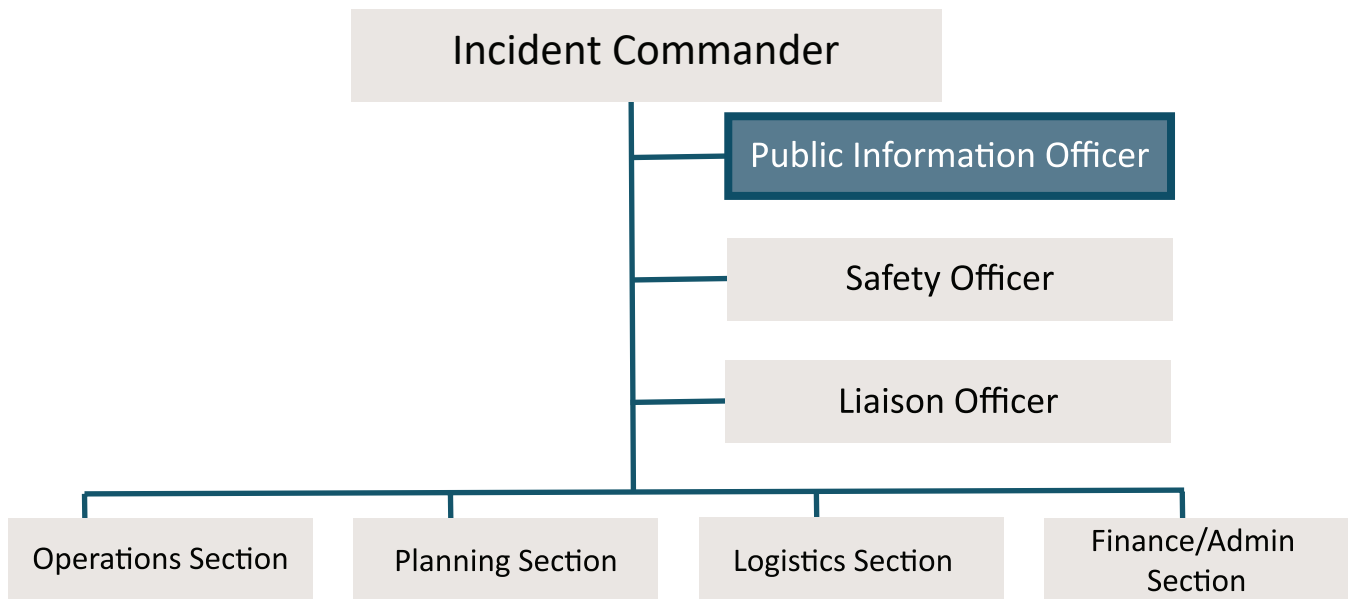 Incident Commander
Public Information Officer
Safety Officer
Liaison Officer
Operations Section
Planning Section
Logistics Section
Finance/Admin
Section